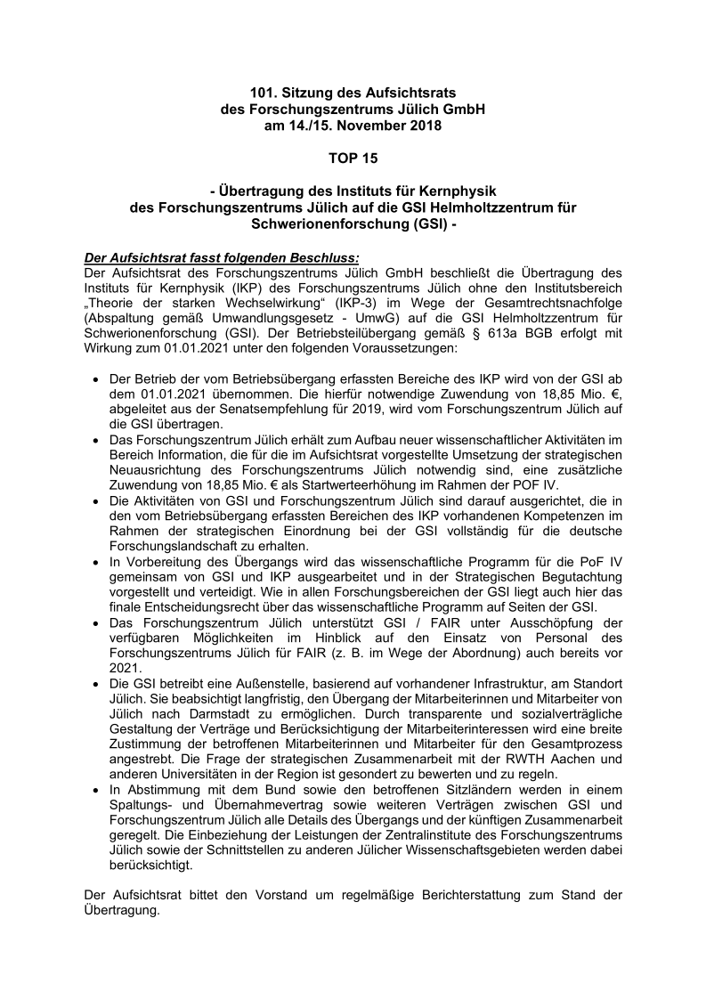 101. Sitzung des Aufsichtsrats
des Forschungszentrums Jülich GmbH
am 14./15. November 2018
TOP 15
- Übertragung des Instituts für Kernphysik
des Forschungszentrums Jülich auf die GSI Helmholtzzentrum für
Schwerionenforschung (GSI) -
Der Aufsichtsrat fasst folgenden Beschluss:
Der Aufsichtsrat des Forschungszentrums Jülich GmbH beschließt die Übertragung des
Instituts für Kernphysik (IKP) des Forschungszentrums Jülich ohne den Institutsbereich
„Theorie der starken Wechselwirkung“ (IKP-3) im Wege der Gesamtrechtsnachfolge
(Abspaltung gemäß Umwandlungsgesetz - UmwG) auf die GSI Helmholtzzentrum für
Schwerionenforschung (GSI). Der Betriebsteilübergang gemäß § 613a BGB erfolgt mit
Wirkung zum 01.01.2021 unter den folgenden Voraussetzungen:
• Der Betrieb der vom Betriebsübergang erfassten Bereiche des IKP wird von der GSI ab
dem 01.01.2021 übernommen. Die hierfür notwendige Zuwendung von 18,85 Mio. €,
abgeleitet aus der Senatsempfehlung für 2019, wird vom Forschungszentrum Jülich auf
die GSI übertragen.
• Das Forschungszentrum Jülich erhält zum Aufbau neuer wissenschaftlicher Aktivitäten im
Bereich Information, die für die im Aufsichtsrat vorgestellte Umsetzung der strategischen
Neuausrichtung des Forschungszentrums Jülich notwendig sind, eine zusätzliche
Zuwendung von 18,85 Mio. € als Startwerteerhöhung im Rahmen der POF IV.
• Die Aktivitäten von GSI und Forschungszentrum Jülich sind darauf ausgerichtet, die in
den vom Betriebsübergang erfassten Bereichen des IKP vorhandenen Kompetenzen im
Rahmen der strategischen Einordnung bei der GSI vollständig für die deutsche
Forschungslandschaft zu erhalten.
• In Vorbereitung des Übergangs wird das wissenschaftliche Programm für die PoF IV
gemeinsam von GSI und IKP ausgearbeitet und in der Strategischen Begutachtung
vorgestellt und verteidigt. Wie in allen Forschungsbereichen der GSI liegt auch hier das
finale Entscheidungsrecht über das wissenschaftliche Programm auf Seiten der GSI.
• Das Forschungszentrum Jülich unterstützt GSI / FAIR unter Ausschöpfung der
verfügbaren Möglichkeiten im Hinblick auf den Einsatz von Personal des
Forschungszentrums Jülich für FAIR (z. B. im Wege der Abordnung) auch bereits vor
2021.
• Die GSI betreibt eine Außenstelle, basierend auf vorhandener Infrastruktur, am Standort
Jülich. Sie beabsichtigt langfristig, den Übergang der Mitarbeiterinnen und Mitarbeiter von
Jülich nach Darmstadt zu ermöglichen. Durch transparente und sozialverträgliche
Gestaltung der Verträge und Berücksichtigung der Mitarbeiterinteressen wird eine breite
Zustimmung der betroffenen Mitarbeiterinnen und Mitarbeiter für den Gesamtprozess
angestrebt. Die Frage der strategischen Zusammenarbeit mit der RWTH Aachen und
anderen Universitäten in der Region ist gesondert zu bewerten und zu regeln.
• In Abstimmung mit dem Bund sowie den betroffenen Sitzländern werden in einem
Spaltungs- und Übernahmevertrag sowie weiteren Verträgen zwischen GSI und
Forschungszentrum Jülich alle Details des Übergangs und der künftigen Zusammenarbeit
geregelt. Die Einbeziehung der Leistungen der Zentralinstitute des Forschungszentrums
Jülich sowie der Schnittstellen zu anderen Jülicher Wissenschaftsgebieten werden dabei
berücksichtigt.
Der Aufsichtsrat bittet den Vorstand um regelmäßige Berichterstattung zum Stand der
Übertragung.